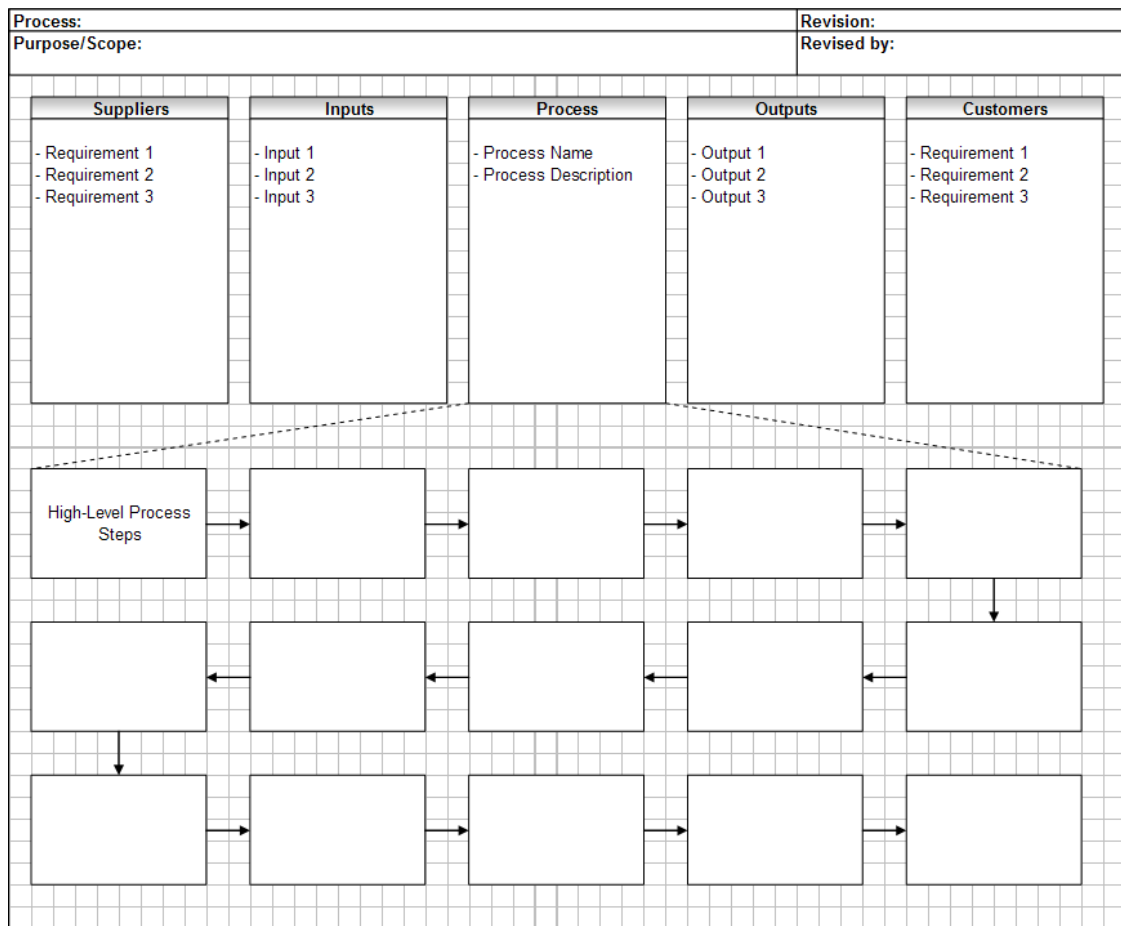 Process:
Revision:
Purpose/Scope:
Revised by:
Suppliers
- Requirement 1
- Requirement 2
- Requirement 3
Inputs
- Input 1
- Input 2
- Input 3
Process
- Process Name
- Process Description
Outputs
- Output 1
- Output 2
- Output 3
Customers
- Requirement 1
- Requirement 2
- Requirement 3
High-Level Process
Steps